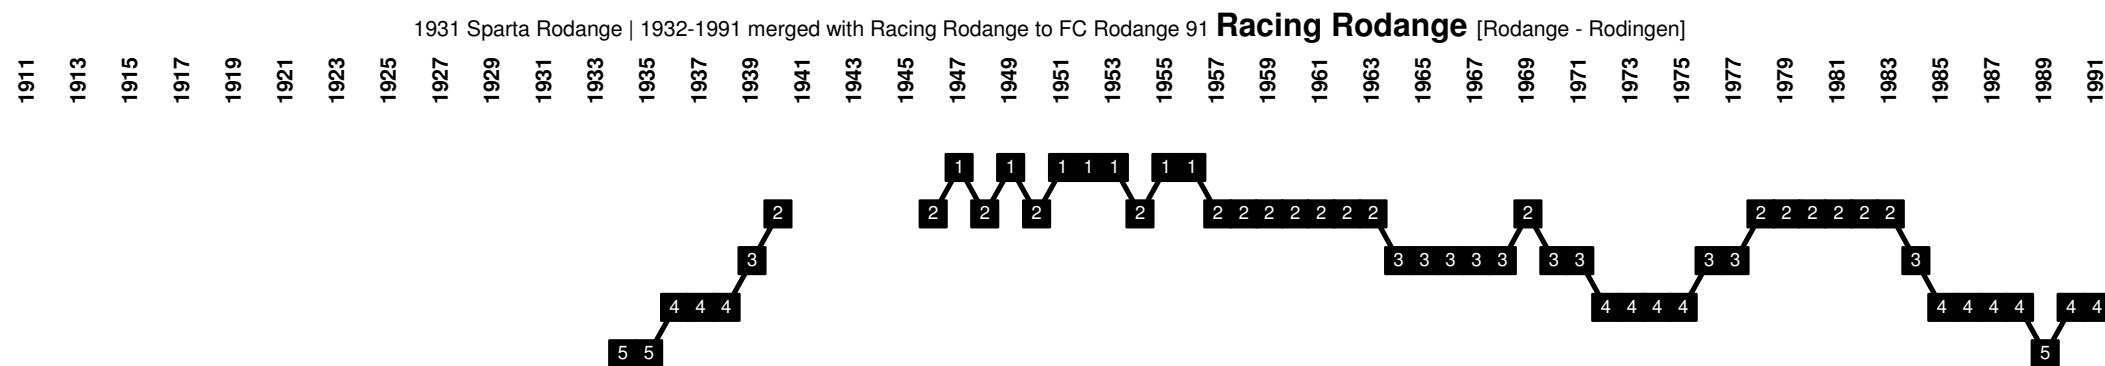 1931 Sparta Rodange | 1932-1991 merged with Racing Rodange to FC Rodange 91 Racing Rodange [Rodange - Rodingen]
1911 1913 1915 1917 1919 1921 1923 1925 1927 1929 1931 1933 1935 1937 1939 1941 1943 1945 1947 1949 1951 1953 1955 1957 1959 1961 1963 1965 1967 1969 1971 1973 1975 1977 1979 1981 1983 1985 1987 1989 1991
1 1 1 1 1 1 1
2 2 2 2 2 2 2 2 2 2 2 2 2 2 2 2 2 2 2
3 3 3 3 3 3 3 3 3 3 3
4 4 4 4 4 4 4 4 4 4 4 4 4
5 5 5